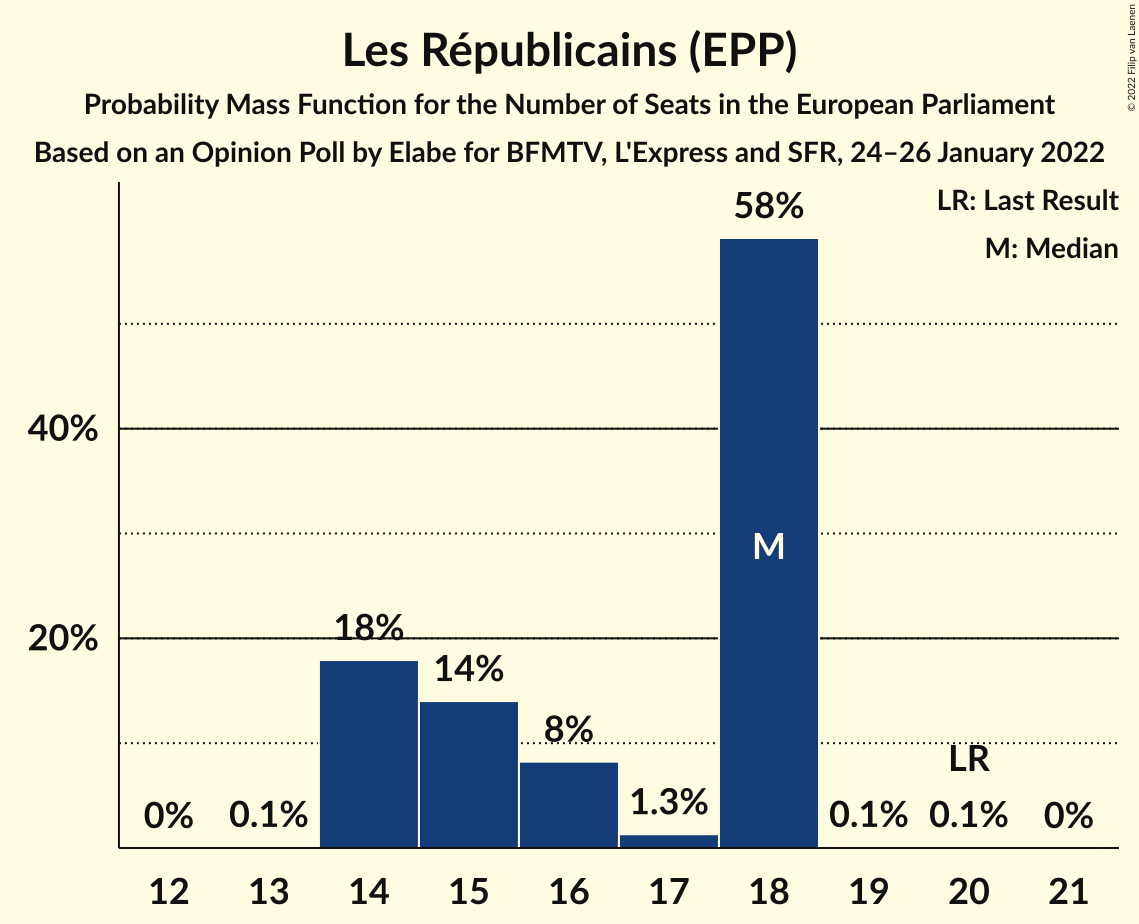 Les Républicains (EPP)
Probability Mass Function for the Number of Seats in the European Parliament
Based on an Opinion Poll by Elabe for BFMTV, L'Express and SFR, 24–26 January 2022
© 2022 Filip van Laenen
LR: Last Result
M: Median
58%
40%
M
20%
18%
14%
8%
LR
0%
0.1%
1.3%
0.1%
0.1%
0%
12 13 14 15 16 17 18 19 20 21